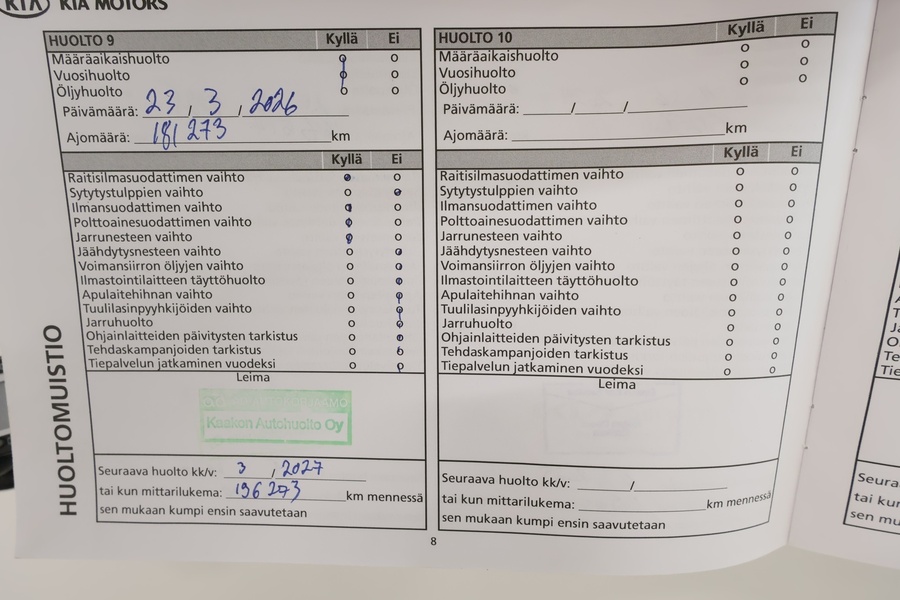 KIA KIA MOTORS
HUOLTO 9 Kyllä Ei
Määräaikaishuolto
Vuosihuolto
Öljyhuolto
Päivämäärä: 23 / 3 / 2026
Ajomäärä: 181 273 km
Kyllä Ei
Raitisilmasuodattimen vaihto
Sytytystulppien vaihto
Ilmansuodattimen vaihto
Polttoainesuodattimen vaihto
Jarrunesteen vaihto
Jäähdytysnesteen vaihto
Voimansiirron öljyjen vaihto
Ilmastointilaitteen täyttöhuolto
Apulaitehihnan vaihto
Tuulilasinpyyhkijöiden vaihto
Jarruhuolto
Ohjainlaitteiden päivitysten tarkistus
Tehdaskampanjoiden tarkistus
Tiepalvelun jatkaminen vuodeksi
Leima
Kaakon Autohuolto Oy
Seuraava huolto kk/v: 3 / 2027
tai kun mittarilukema: 196 273 km mennessä
sen mukaan kumpi ensin saavutetaan
HUOLTO 10 Kyllä Ei
Määräaikaishuolto
Vuosihuolto
Öljyhuolto
Päivämäärä: / /
Ajomäärä: km
Kyllä Ei
Raitisilmasuodattimen vaihto
Sytytystulppien vaihto
Ilmansuodattimen vaihto
Polttoainesuodattimen vaihto
Jarrunesteen vaihto
Jäähdytysnesteen vaihto
Voimansiirron öljyjen vaihto
Ilmastointilaitteen täyttöhuolto
Apulaitehihnan vaihto
Tuulilasinpyyhkijöiden vaihto
Jarruhuolto
Ohjainlaitteiden päivitysten tarkistus
Tehdaskampanjoiden tarkistus
Tiepalvelun jatkaminen vuodeksi
Leima
Seuraava huolto kk/v: /
tai kun mittarilukema: km mennessä
sen mukaan kumpi ensin saavutetaan
HUOLTOMUISTIO
8